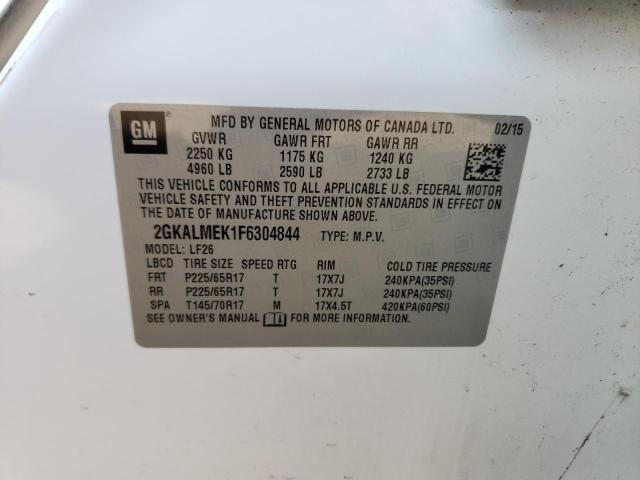 GM ® MFD BY GENERAL MOTORS OF CANADA LTD. 02/15
GVWR GAWR FRT GAWR RR
2250 KG 1175 KG 1240 KG
4960 LB 2590 LB 2733 LB
THIS VEHICLE CONFORMS TO ALL APPLICABLE U.S. FEDERAL MOTOR
VEHICLE SAFETY AND THEFT PREVENTION STANDARDS IN EFFECT ON
THE DATE OF MANUFACTURE SHOWN ABOVE.
2GKALMEK1F6304844 TYPE: M.P.V.
MODEL: LF26
LBCD TIRE SIZE SPEED RTG RIM COLD TIRE PRESSURE
FRT P225/65R17 T 17X7J 240KPA(35PSI)
RR P225/65R17 T 17X7J 240KPA(35PSI)
SPA T145/70R17 M 17X4.5T 420KPA(60PSI)
SEE OWNER'S MANUAL FOR MORE INFORMATION.